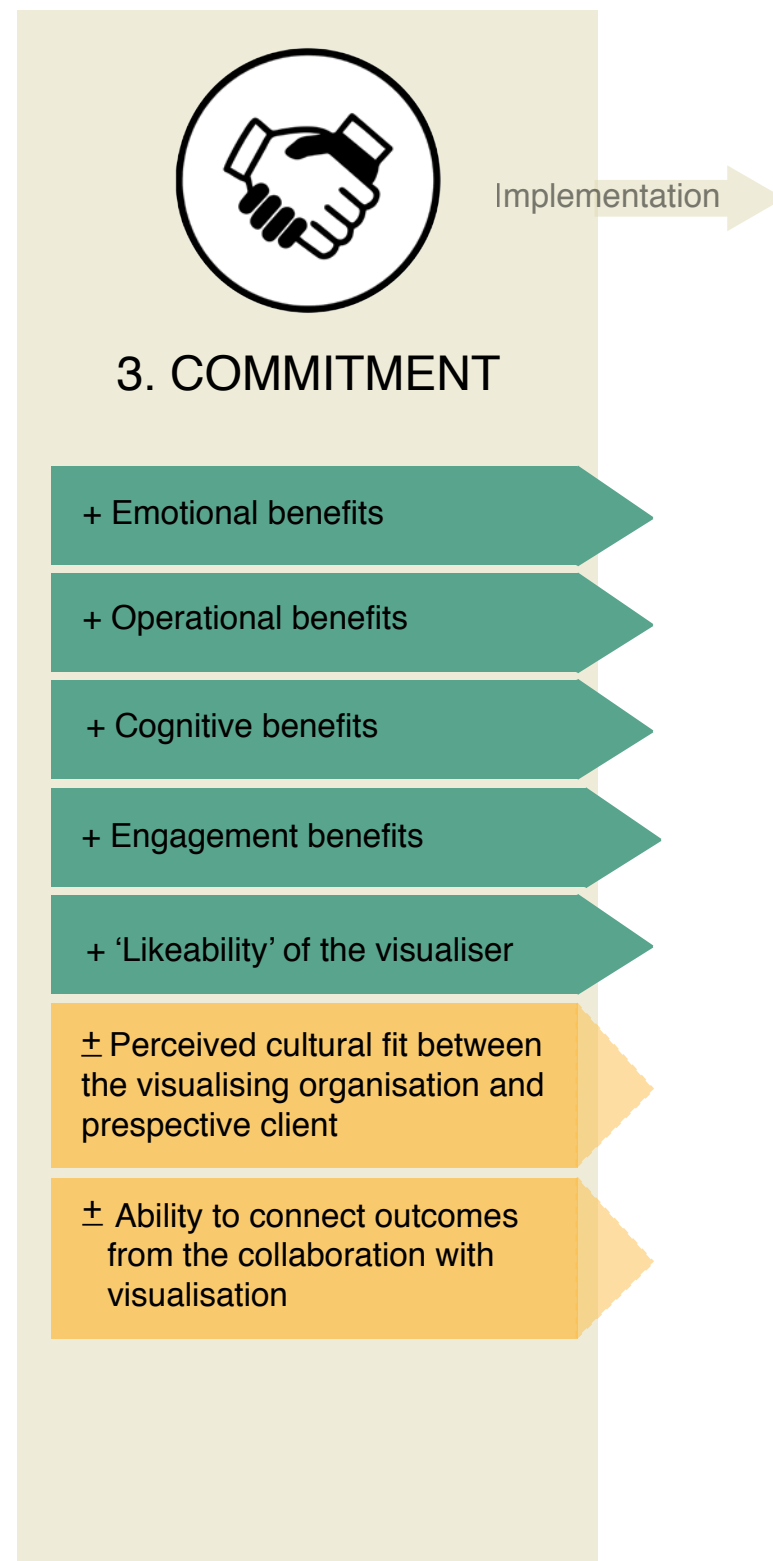 Implementation
3. COMMITMENT
+ Emotional benefits
+ Operational benefits
+ Cognitive benefits
+ Engagement benefits
+ ‘Likeability’ of the visualiser
± Perceived cultural fit between
the visualising organisation and
prespective client
± Ability to connect outcomes
from the collaboration with
visualisation